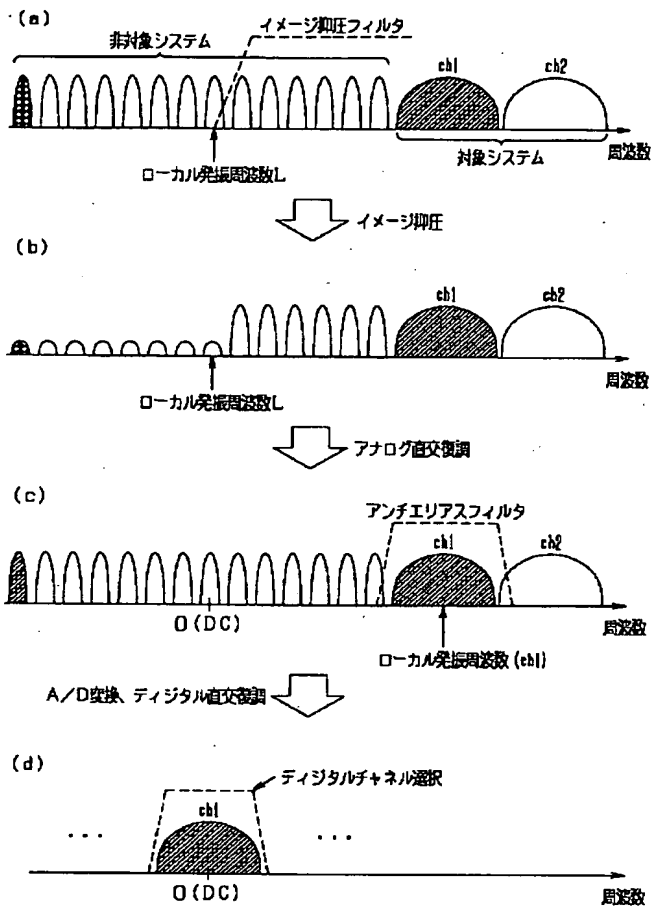 (a)
イメージ抑圧フィルタ
非対象システム
ch1
ch2
周波数
対象システム
ローカル発振周波数L
イメージ抑圧
(b)
ch1
ch2
周波数
ローカル発振周波数L
アナログ直交復調
(c)
アンチエリアスフィルタ
ch1
ch2
0(DC)
周波数
ローカル発振周波数(ch1)
A/D変換、ディジタル直交復調
(d)
ディジタルチャネル選択
ch1
・・・
・・・
0(DC)
周波数